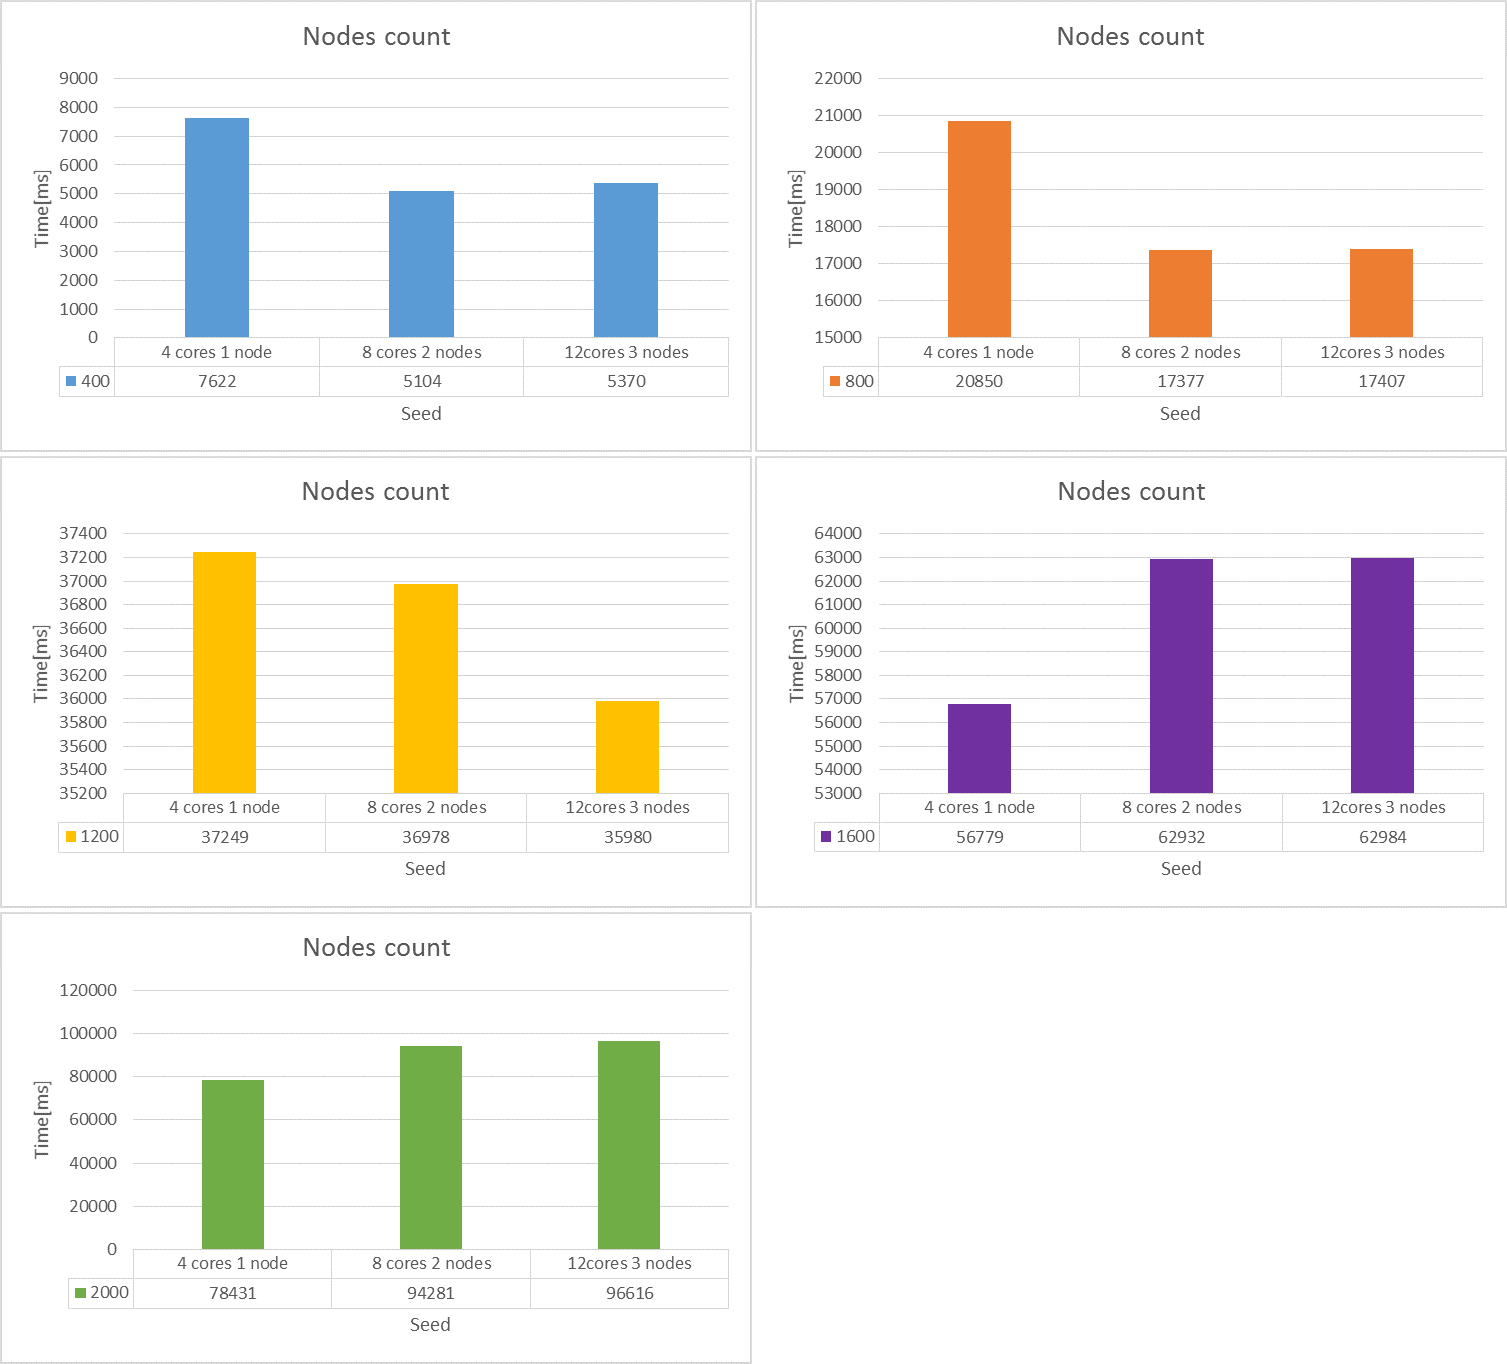 Nodes count
9000
8000
7000
6000
5000
4000
3000
2000
1000
0
Time[ms]
4 cores 1 node 8 cores 2 nodes 12cores 3 nodes
400 7622 5104 5370
Seed
Nodes count
22000
21000
20000
19000
18000
17000
16000
15000
Time[ms]
4 cores 1 node 8 cores 2 nodes 12cores 3 nodes
800 20850 17377 17407
Seed
Nodes count
37400
37200
37000
36800
36600
36400
36200
36000
35800
35600
35400
35200
Time[ms]
4 cores 1 node 8 cores 2 nodes 12cores 3 nodes
1200 37249 36978 35980
Seed
Nodes count
64000
63000
62000
61000
60000
59000
58000
57000
56000
55000
54000
53000
Time[ms]
4 cores 1 node 8 cores 2 nodes 12cores 3 nodes
1600 56779 62932 62984
Seed
Nodes count
120000
100000
80000
60000
40000
20000
0
Time[ms]
4 cores 1 node 8 cores 2 nodes 12cores 3 nodes
2000 78431 94281 96616
Seed